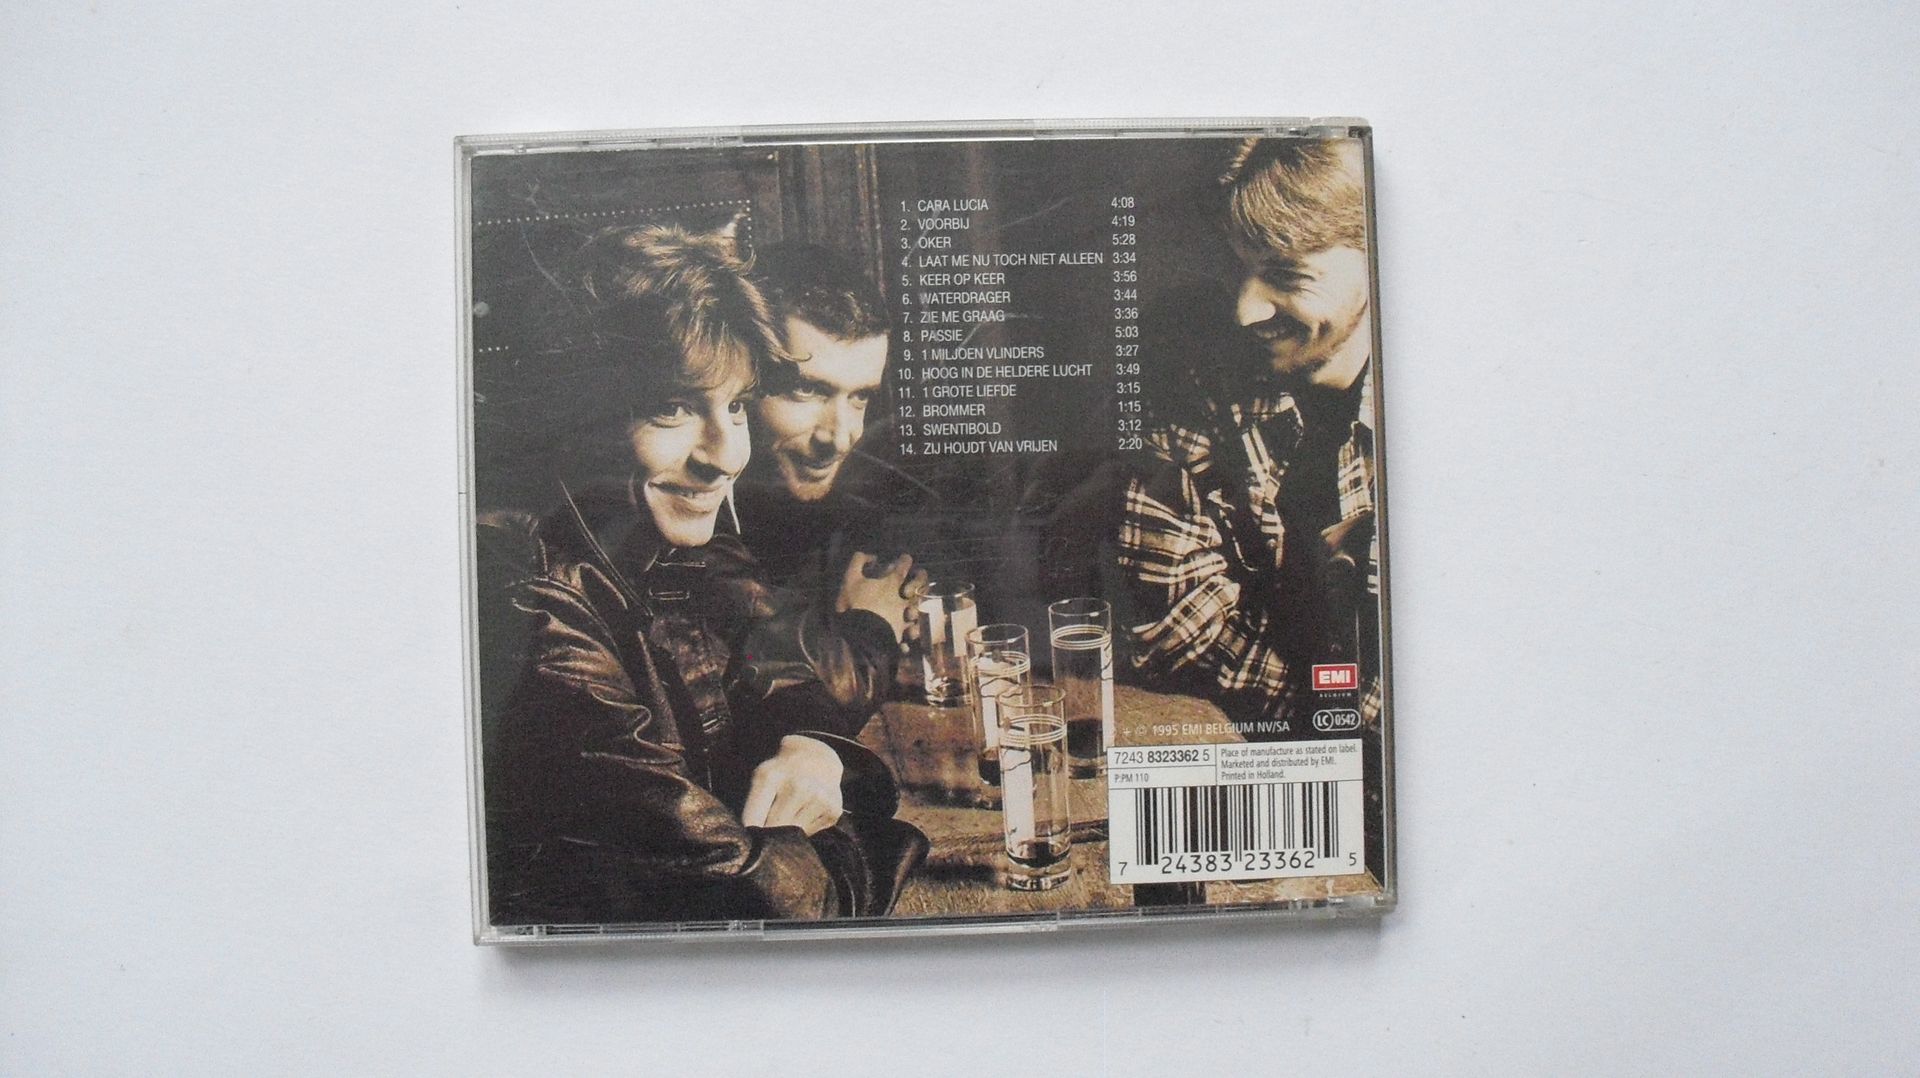 1. CARA LUCIA 4:08
2. VOORBIJ 4:19
3. OKER 5:28
4. LAAT ME NU TOCH NIET ALLEEN 3:34
5. KEER OP KEER 3:56
6. WATERDRAGER 3:44
7. ZIE ME GRAAG 3:36
8. PASSIE 5:03
9. 1 MILJOEN VLINDERS 3:27
10. HOOG IN DE HELDERE LUCHT 3:49
11. 1 GROTE LIEFDE 3:15
12. BROMMER 1:15
13. SWENTIBOLD 3:12
14. ZIJ HOUDT VAN VRIJEN 2:20
EMI
BELGIUM
LC 0542
℗ + © 1995 EMI BELGIUM NV/SA
7243 8323362 5
P:PM 110
Place of manufacture as stated on label.
Marketed and distributed by EMI.
Printed in Holland.
7 24383 23362 5